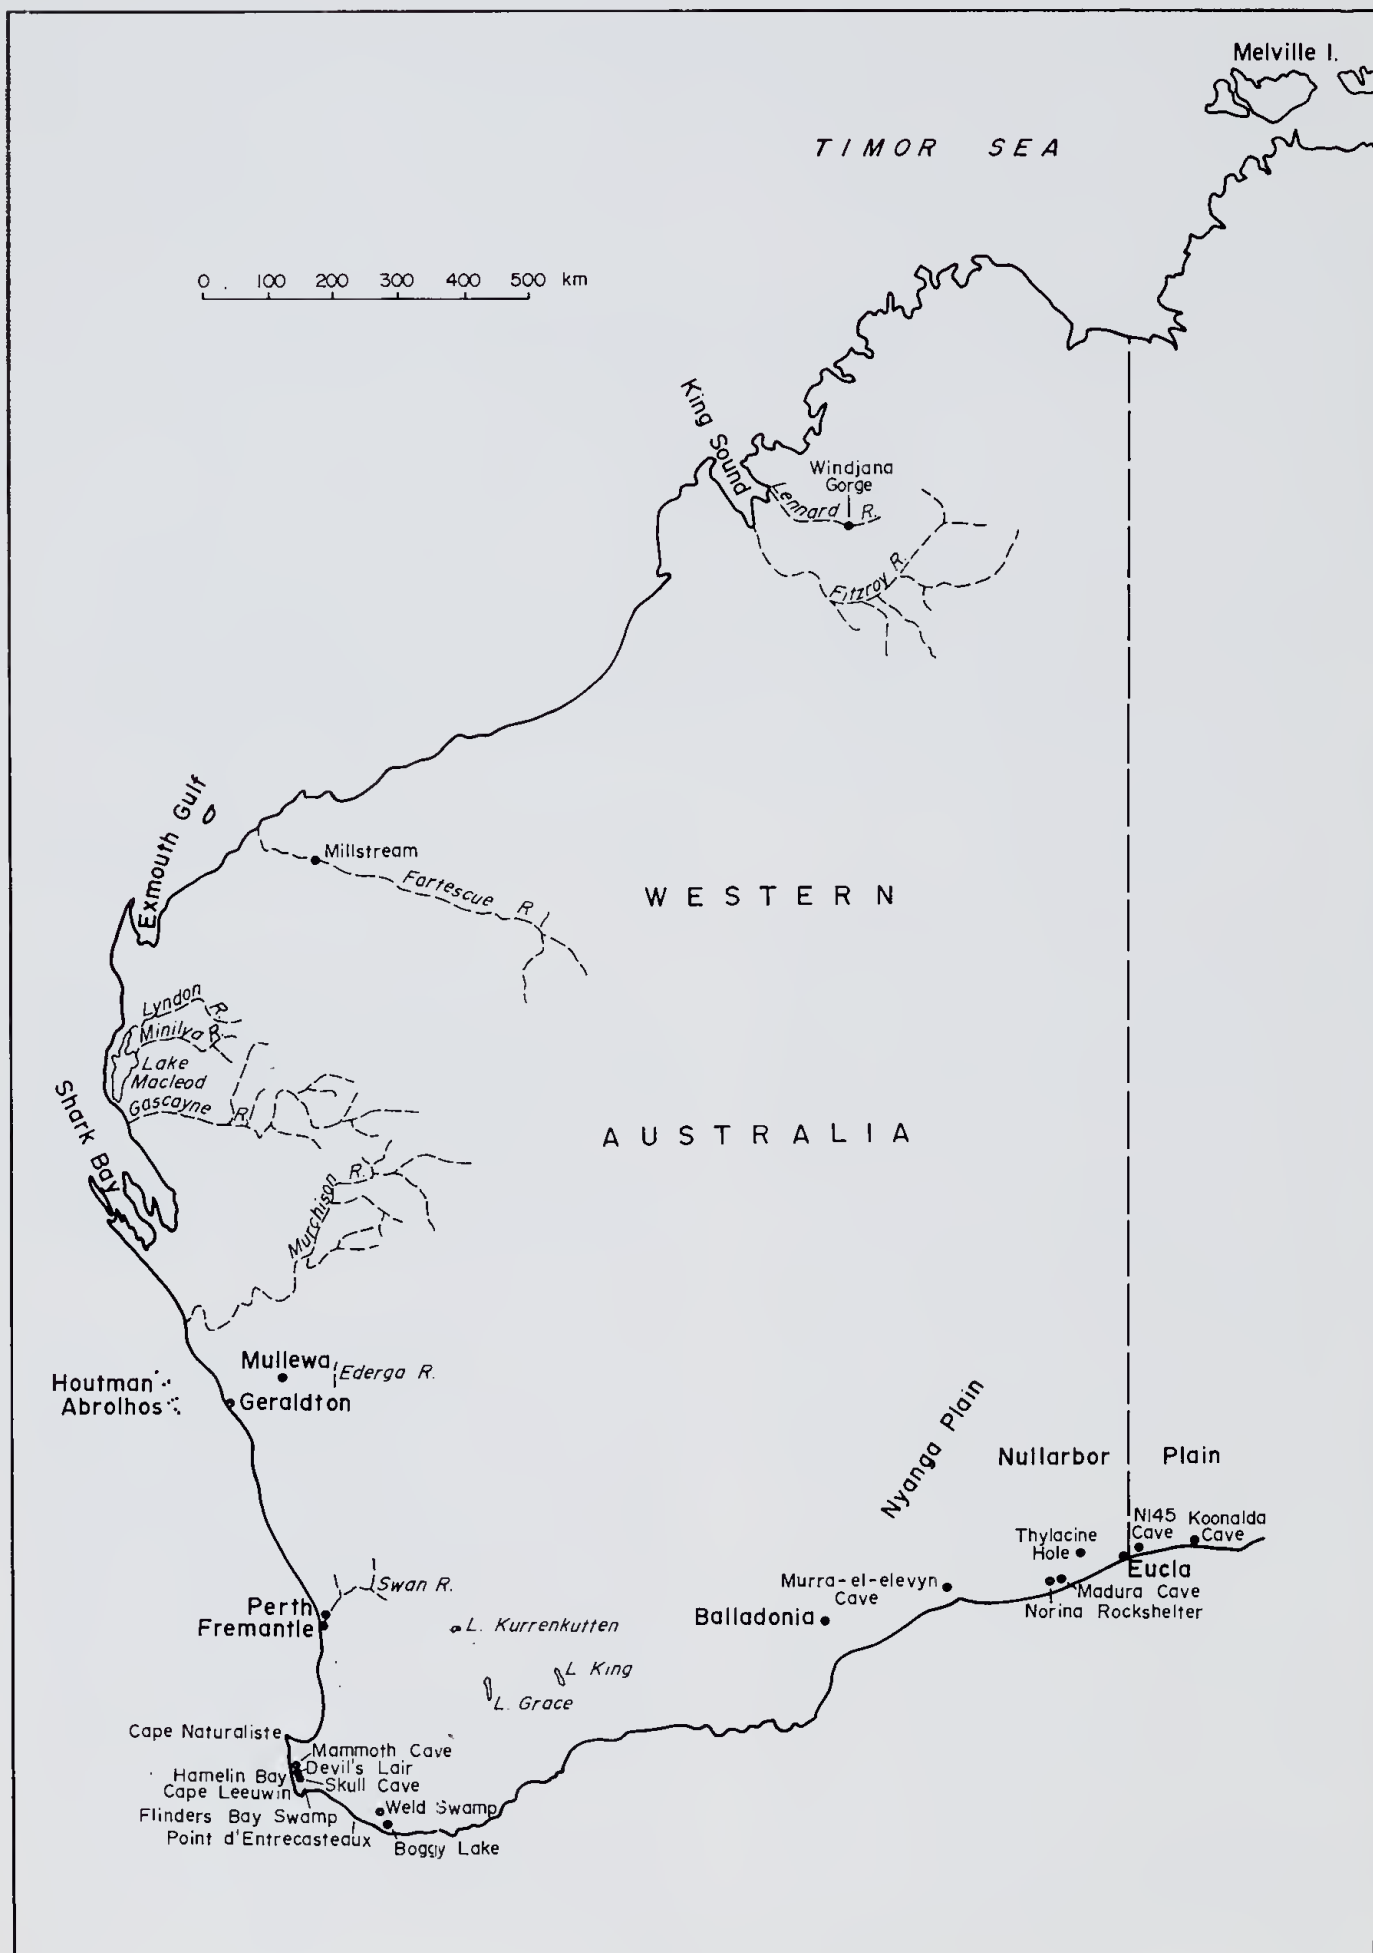 Melville I.
TIMOR SEA
0 100 200 300 400 500 km
King Sound
Windjana
Gorge
Lennard R.
Fitzroy R.
Exmouth Gulf
Millstream
Fortescue R
WESTERN
Lyndon R.
Minilya R.
Lake
Macleod
Gascoyne R.
Shark Bay
AUSTRALIA
Murchison R.
Mullewa
Ederga R.
Houtman
Abrolhos
Geraldton
Nyanga Plain
Nullarbor Plain
N145
Cave
Koonalda
Cave
Thylacine
Hole
Eucla
Murra-el-elevyn
Cave
Madura Cave
Norina Rockshelter
Balladonia
Swan R.
Perth
Fremantle
L. Kurrenkutten
L King
L. Grace
Cape Naturaliste
Mammoth Cave
Devil's Lair
Hamelin Bay
Skull Cave
Cape Leeuwin
Flinders Bay Swamp
Weld Swamp
Point d'Entrecasteaux
Boggy Lake